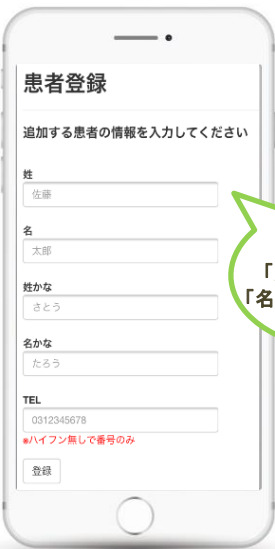 患者登録
追加する患者の情報を入力してください
姓
佐藤
名
太郎
姓かな
さとう
名かな
たろう
TEL
0312345678
※ハイフン無しで番号のみ
登録
「
「名